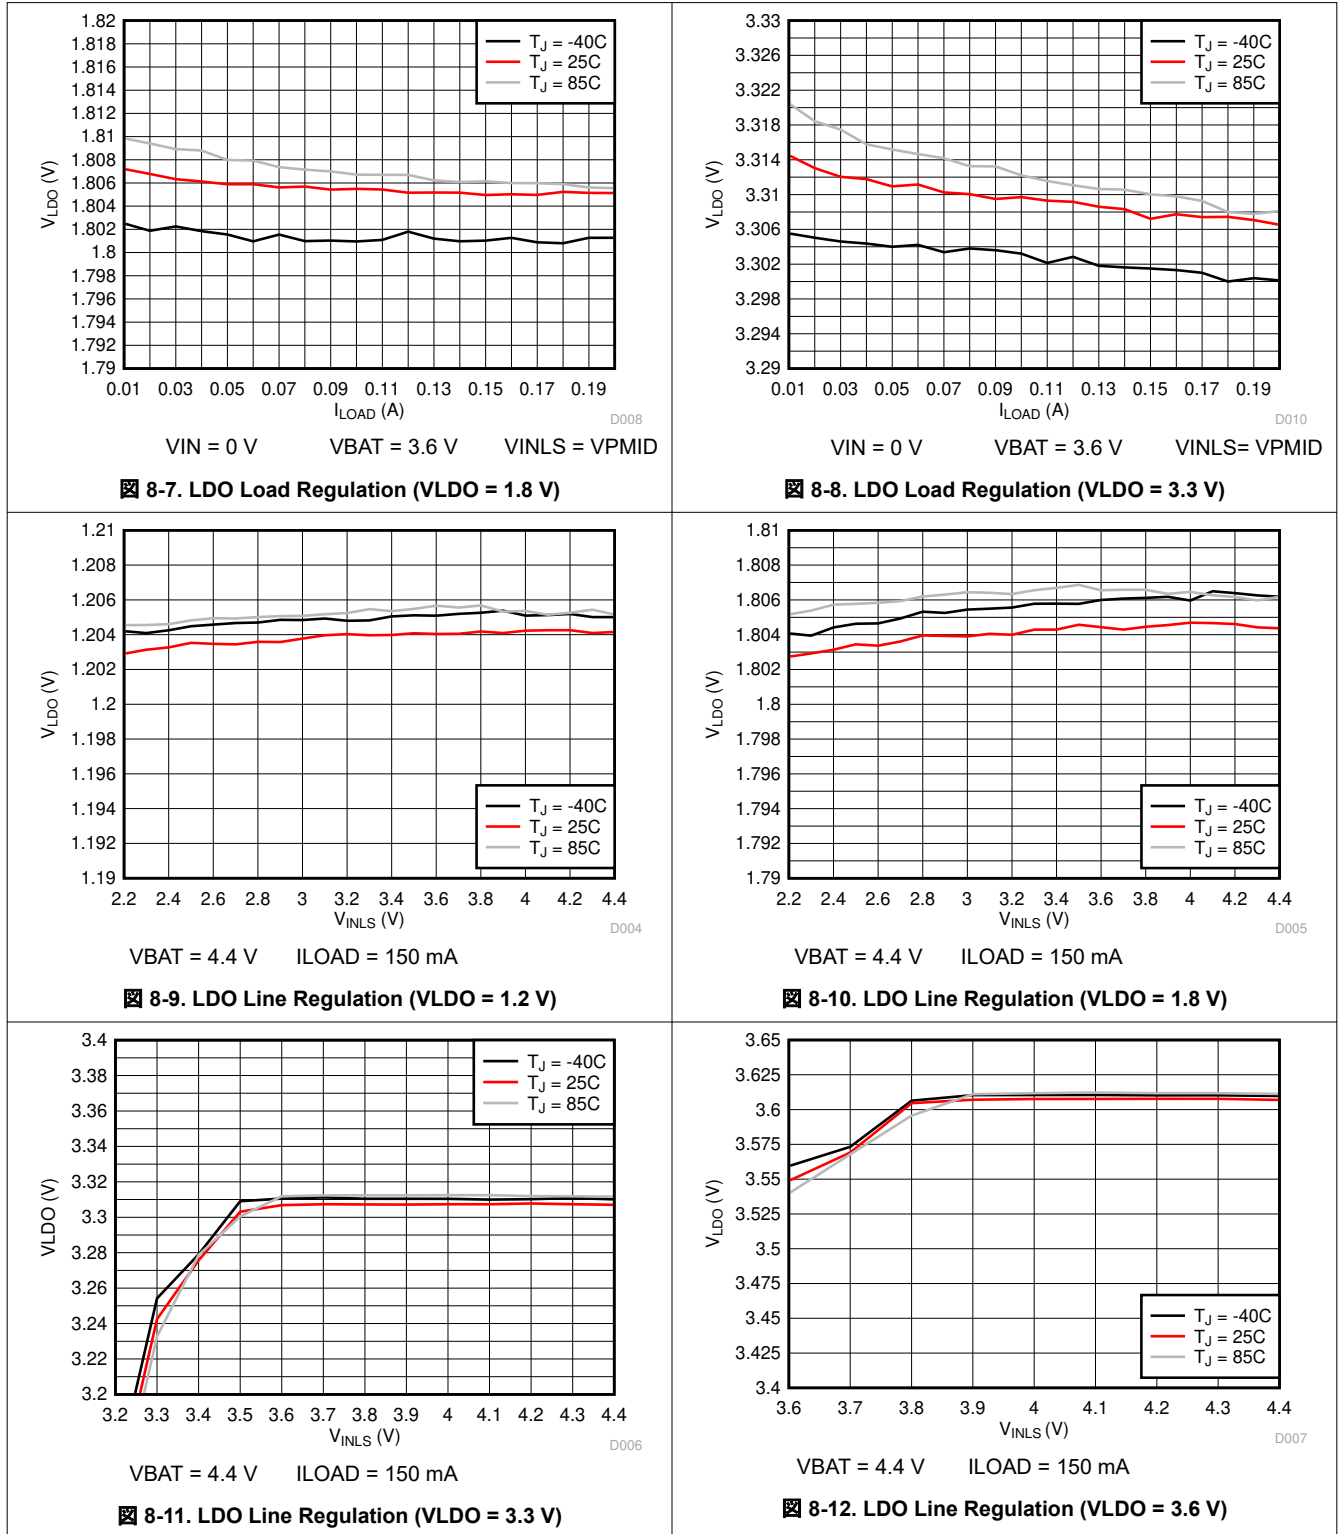 1.82
1.818
1.816
1.814
1.812
1.81
1.808
1.806
1.804
1.802
1.8
1.798
1.796
1.794
1.792
1.79
VLDO (V)
TJ = -40C
TJ = 25C
TJ = 85C
0.01 0.03 0.05 0.07 0.09 0.11 0.13 0.15 0.17 0.19
ILOAD (A)
D008
VIN = 0 V VBAT = 3.6 V VINLS = VPMID
図 8-7. LDO Load Regulation (VLDO = 1.8 V)
3.33
3.326
3.322
3.318
3.314
3.31
3.306
3.302
3.298
3.294
3.29
VLDO (V)
TJ = -40C
TJ = 25C
TJ = 85C
0.01 0.03 0.05 0.07 0.09 0.11 0.13 0.15 0.17 0.19
ILOAD (A)
D010
VIN = 0 V VBAT = 3.6 V VINLS= VPMID
図 8-8. LDO Load Regulation (VLDO = 3.3 V)
1.21
1.208
1.206
1.204
1.202
1.2
1.198
1.196
1.194
1.192
1.19
VLDO (V)
TJ = -40C
TJ = 25C
TJ = 85C
2.2 2.4 2.6 2.8 3 3.2 3.4 3.6 3.8 4 4.2 4.4
VINLS (V)
D004
VBAT = 4.4 V ILOAD = 150 mA
図 8-9. LDO Line Regulation (VLDO = 1.2 V)
1.81
1.808
1.806
1.804
1.802
1.8
1.798
1.796
1.794
1.792
1.79
VLDO (V)
TJ = -40C
TJ = 25C
TJ = 85C
2.2 2.4 2.6 2.8 3 3.2 3.4 3.6 3.8 4 4.2 4.4
VINLS (V)
D005
VBAT = 4.4 V ILOAD = 150 mA
図 8-10. LDO Line Regulation (VLDO = 1.8 V)
3.4
3.38
3.36
3.34
3.32
3.3
3.28
3.26
3.24
3.22
3.2
VLDO (V)
TJ = -40C
TJ = 25C
TJ = 85C
3.2 3.3 3.4 3.5 3.6 3.7 3.8 3.9 4 4.1 4.2 4.3 4.4
VINLS (V)
D006
VBAT = 4.4 V ILOAD = 150 mA
図 8-11. LDO Line Regulation (VLDO = 3.3 V)
3.65
3.625
3.6
3.575
3.55
3.525
3.5
3.475
3.45
3.425
3.4
VLDO (V)
TJ = -40C
TJ = 25C
TJ = 85C
3.6 3.7 3.8 3.9 4 4.1 4.2 4.3 4.4
VINLS (V)
D007
VBAT = 4.4 V ILOAD = 150 mA
図 8-12. LDO Line Regulation (VLDO = 3.6 V)